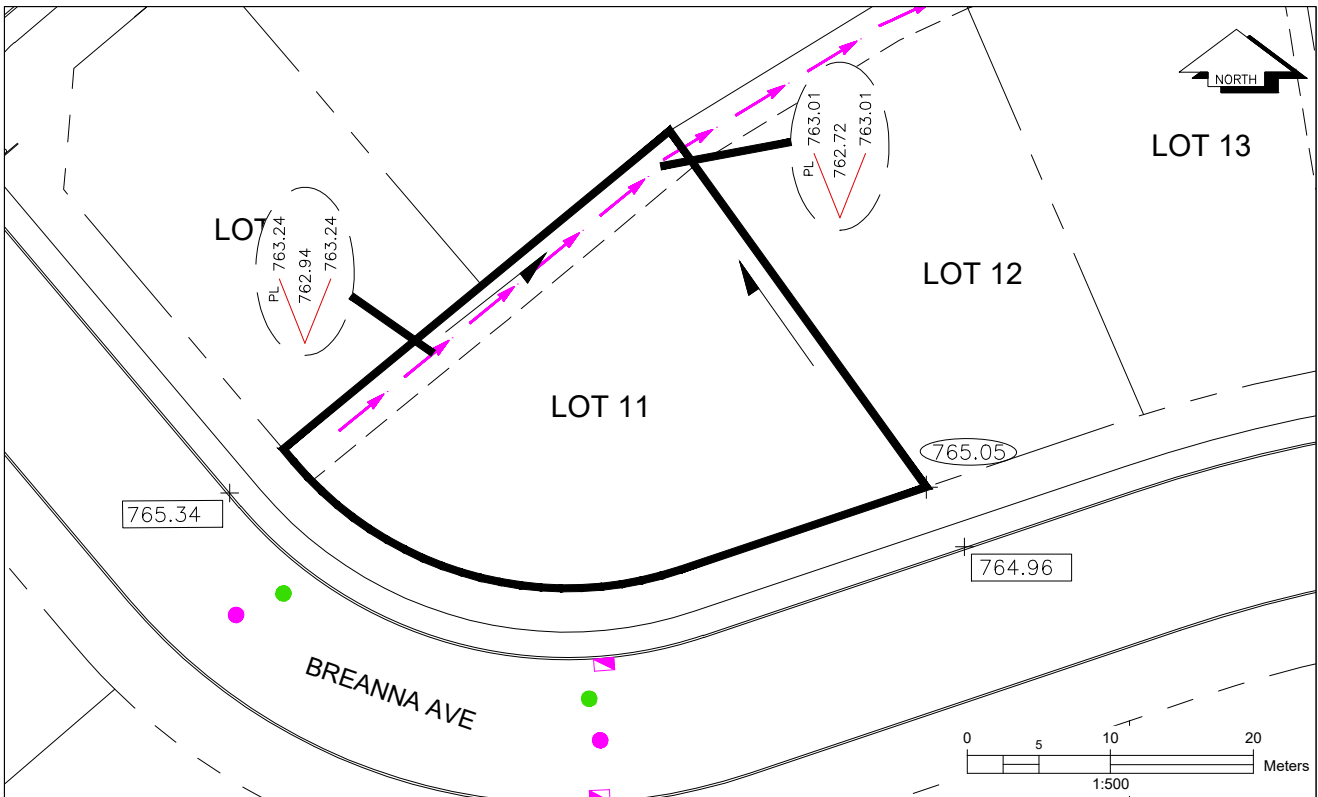 NORTH
LOT 13
PL 763.01
762.72
763.01
LOT
PL 763.24
762.94
763.24
LOT 12
LOT 11
765.05
765.34
764.96
BREANNA AVE
0 5 10 20
Meters
1:500